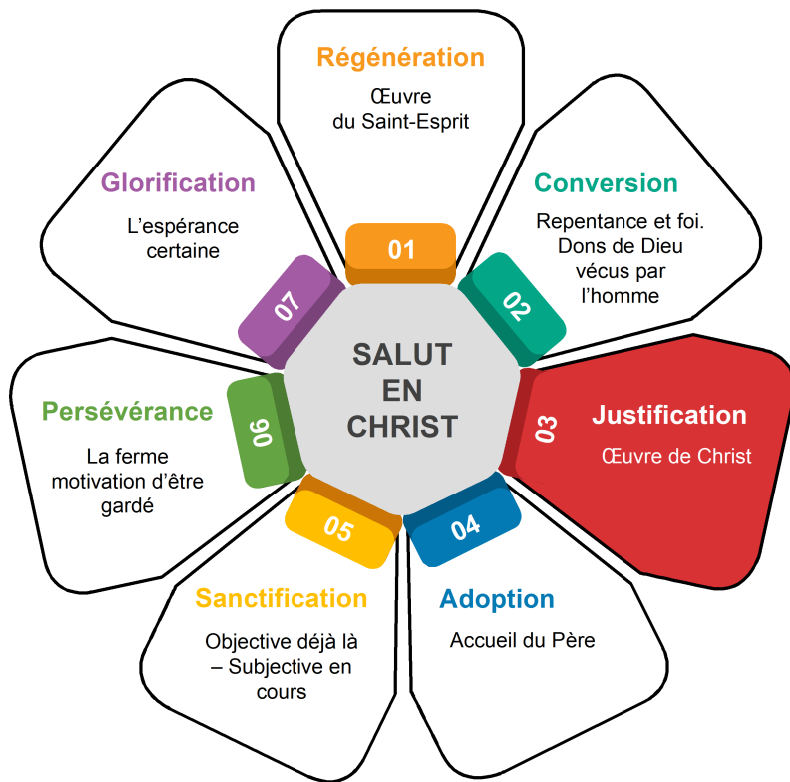 Régénération
Œuvre
du Saint-Esprit
01
Conversion
Repentance et foi.
Dons de Dieu
vécus par
l'homme
02
Justification
Œuvre de Christ
03
Adoption
Accueil du Père
04
Sanctification
Objective déjà là
– Subjective en
cours
05
Persévérance
La ferme
motivation d'être
gardé
06
Glorification
L'espérance
certaine
07
SALUT
EN
CHRIST